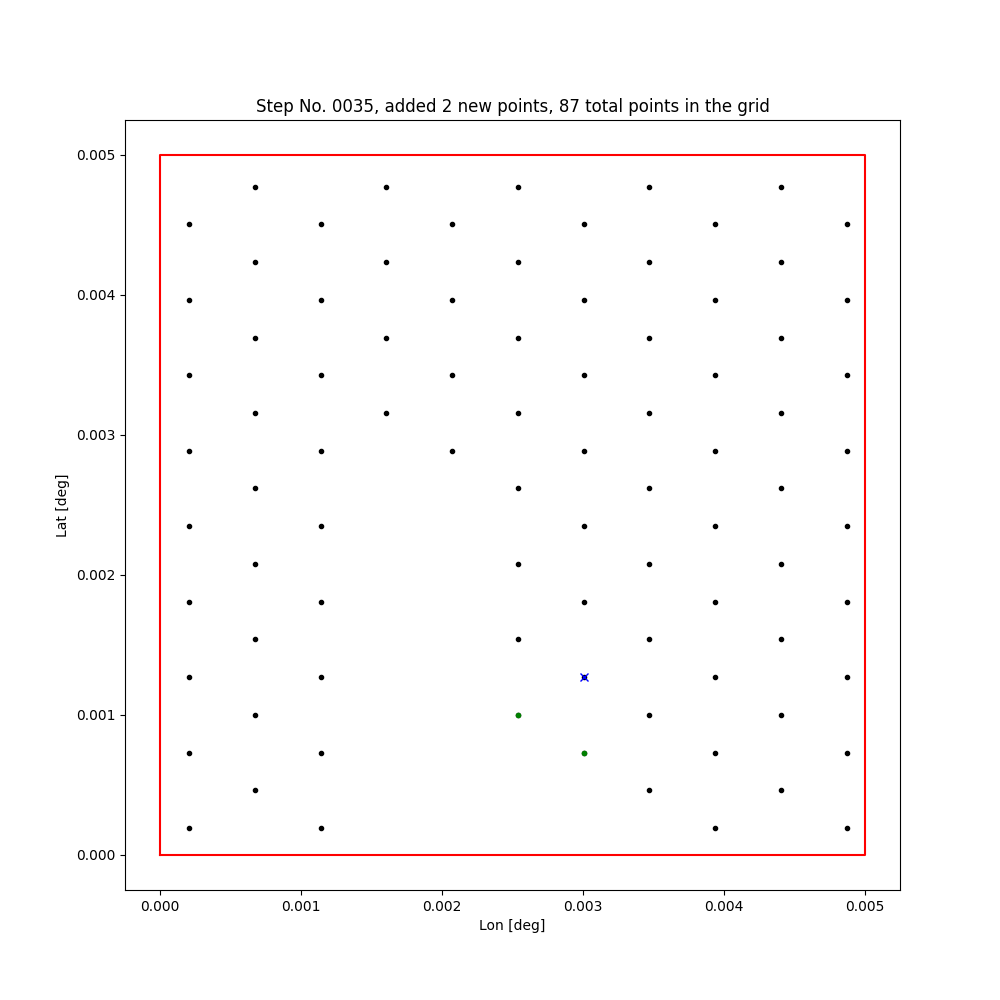 Step No. 0035, added 2 new points, 87 total points in the grid
0.005
0.004
0.003
0.002
0.001
0.000
Lat [deg]
0.000 0.001 0.002 0.003 0.004 0.005
Lon [deg]